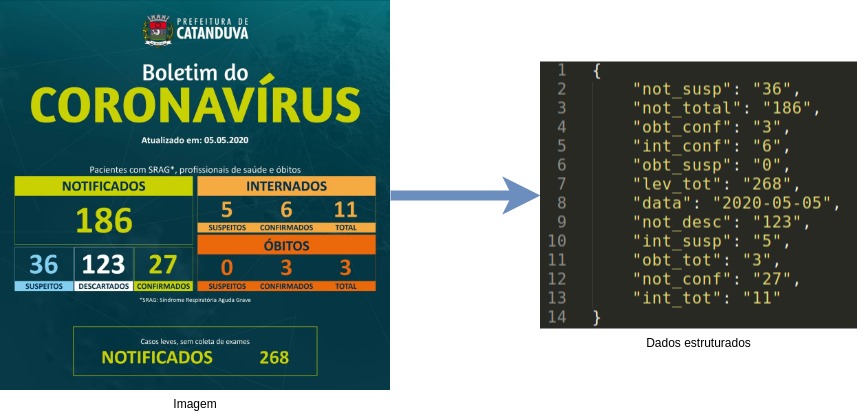 PREFEITURA DE
CATANDUVA
Boletim do
CORONAVÍRUS
Atualizado em: 05.05.2020
Pacientes com SRAG*, profissionais de saúde e óbitos
NOTIFICADOS
186
36 123 27
SUSPEITOS DESCARTADOS CONFIRMADOS
INTERNADOS
5 6 11
SUSPEITOS CONFIRMADOS TOTAL
ÓBITOS
0 3 3
SUSPEITOS CONFIRMADOS TOTAL
*SRAG: Síndrome Respiratória Aguda Grave
Casos leves, sem coleta de exames
NOTIFICADOS 268
Imagem
1 {
2 "not_susp": "36",
3 "not_total": "186",
4 "obt_conf": "3",
5 "int_conf": "6",
6 "obt_susp": "0",
7 "lev_tot": "268",
8 "data": "2020-05-05",
9 "not_desc": "123",
10 "int_susp": "5",
11 "obt_tot": "3",
12 "not_conf": "27",
13 "int_tot": "11"
14 }
Dados estruturados